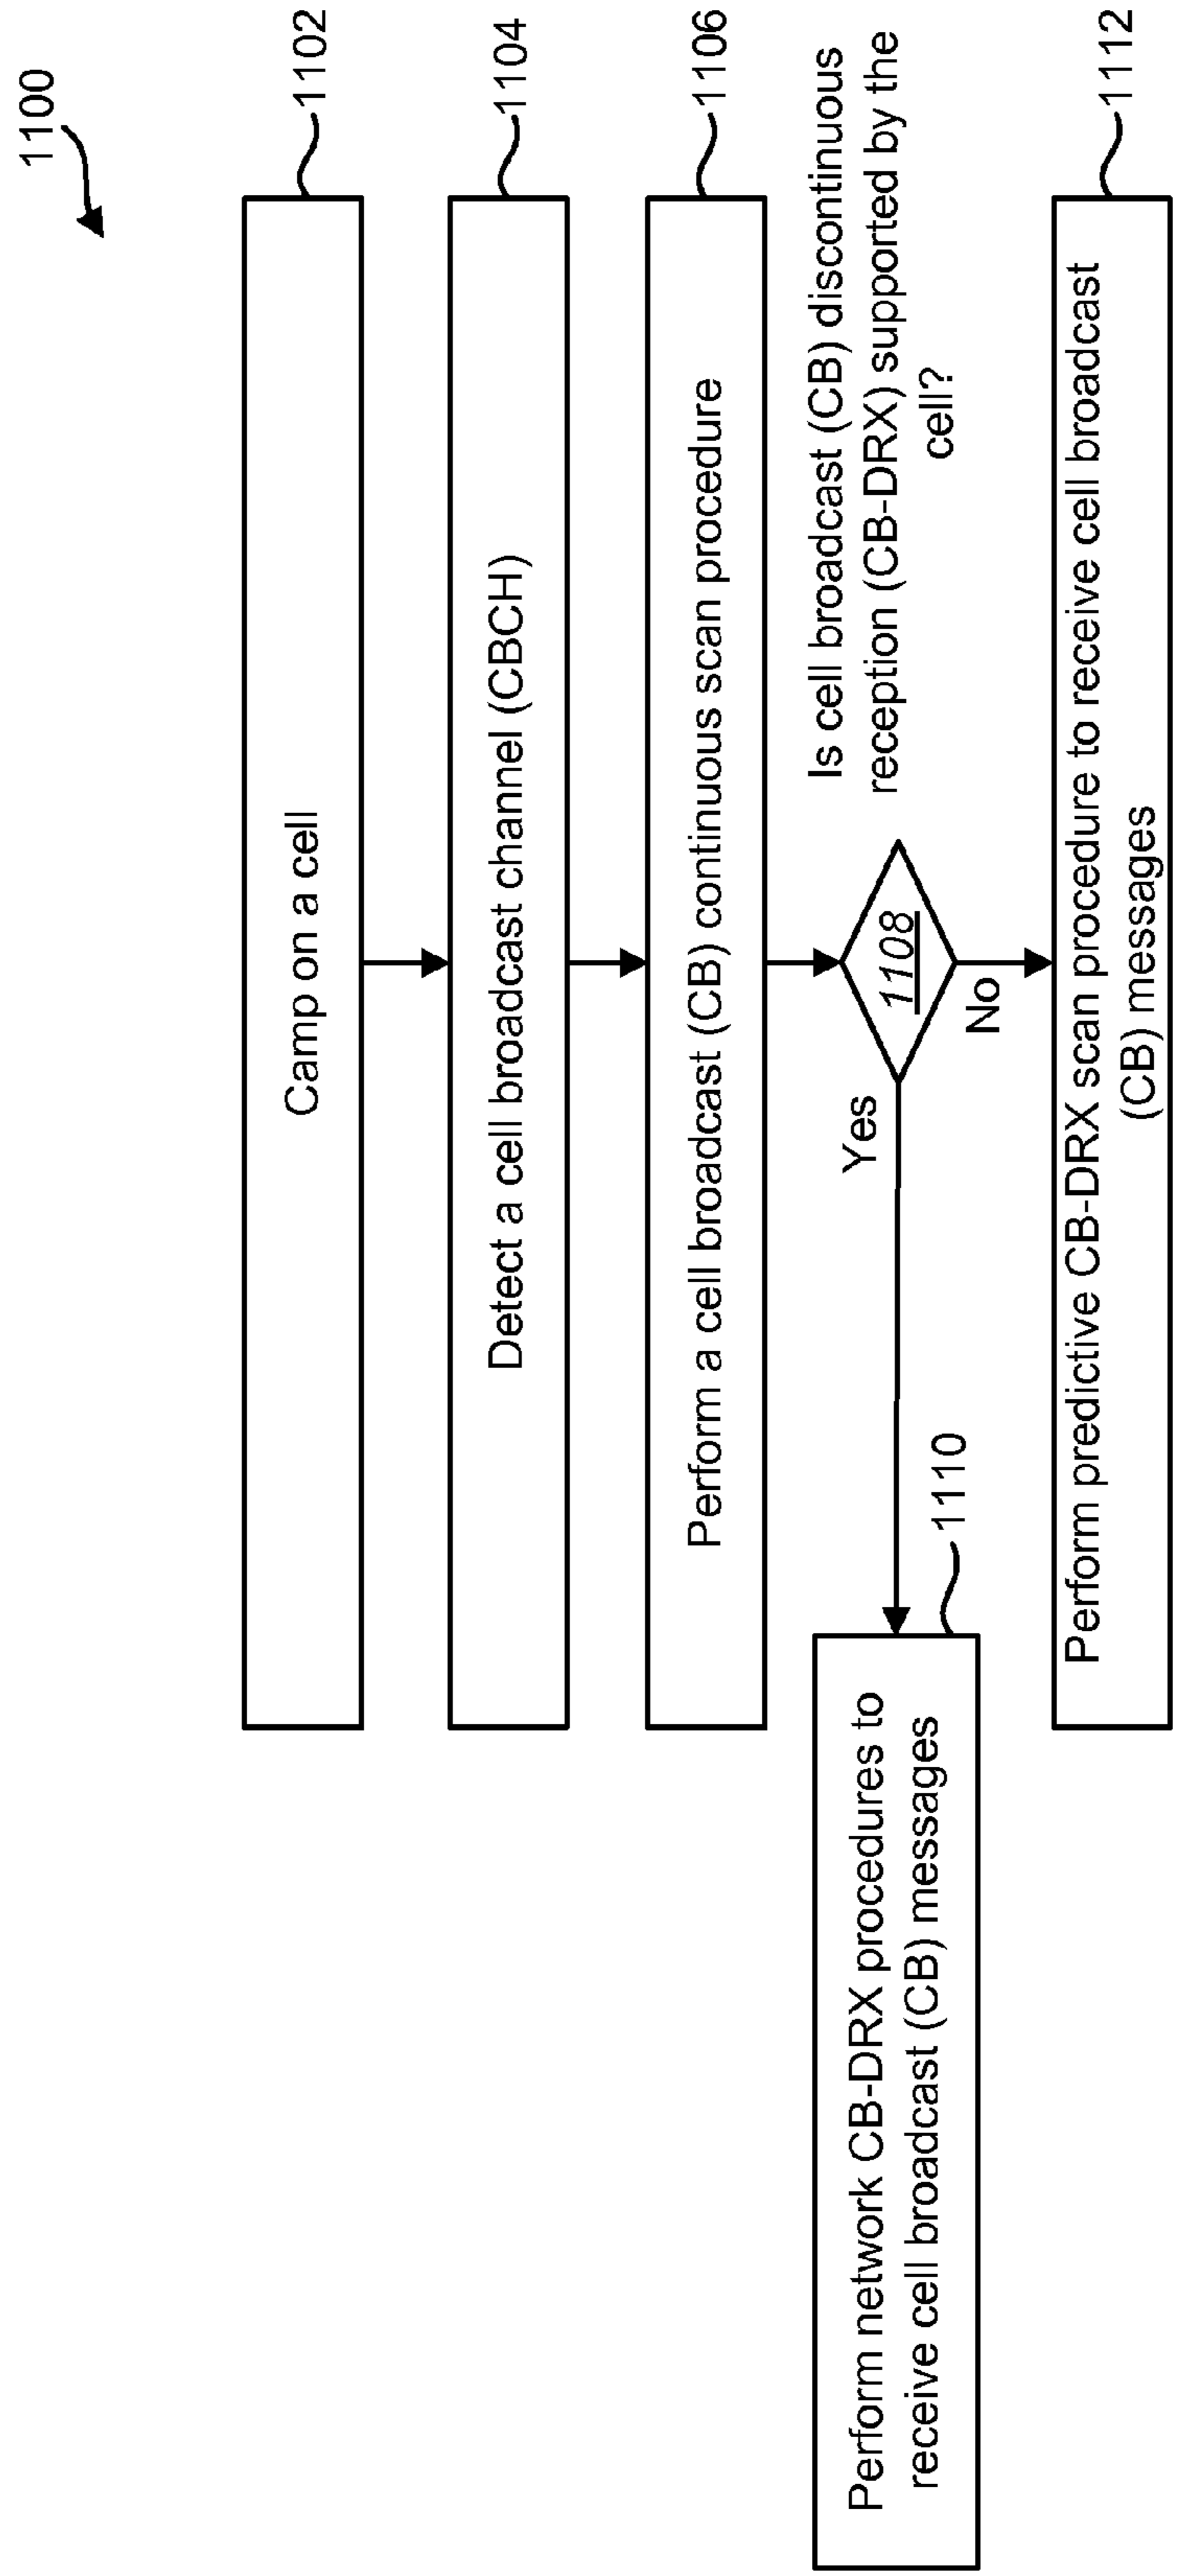 1100
Camp on a cell
1102
Detect a cell broadcast channel (CBCH)
1104
Perform a cell broadcast (CB) continuous scan procedure
1106
Is cell broadcast (CB) discontinuous
reception (CB-DRX) supported by the
cell?
1108
Yes
No
1110
Perform network CB-DRX procedures to
receive cell broadcast (CB) messages
Perform predictive CB-DRX scan procedure to receive cell broadcast
(CB) messages
1112